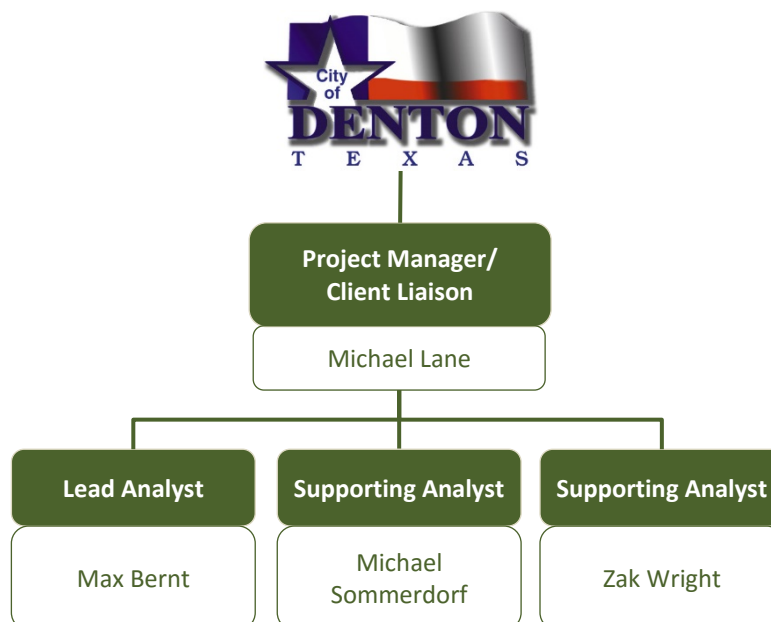 City
of
DENTON
TEXAS
Project Manager/
Client Liaison
Michael Lane
Lead Analyst
Supporting Analyst
Supporting Analyst
Max Bernt
Michael
Sommerdorf
Zak Wright